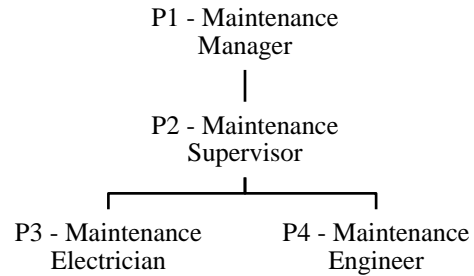 P1 - Maintenance
Manager
P2 - Maintenance
Supervisor
P3 - Maintenance
Electrician
P4 - Maintenance
Engineer